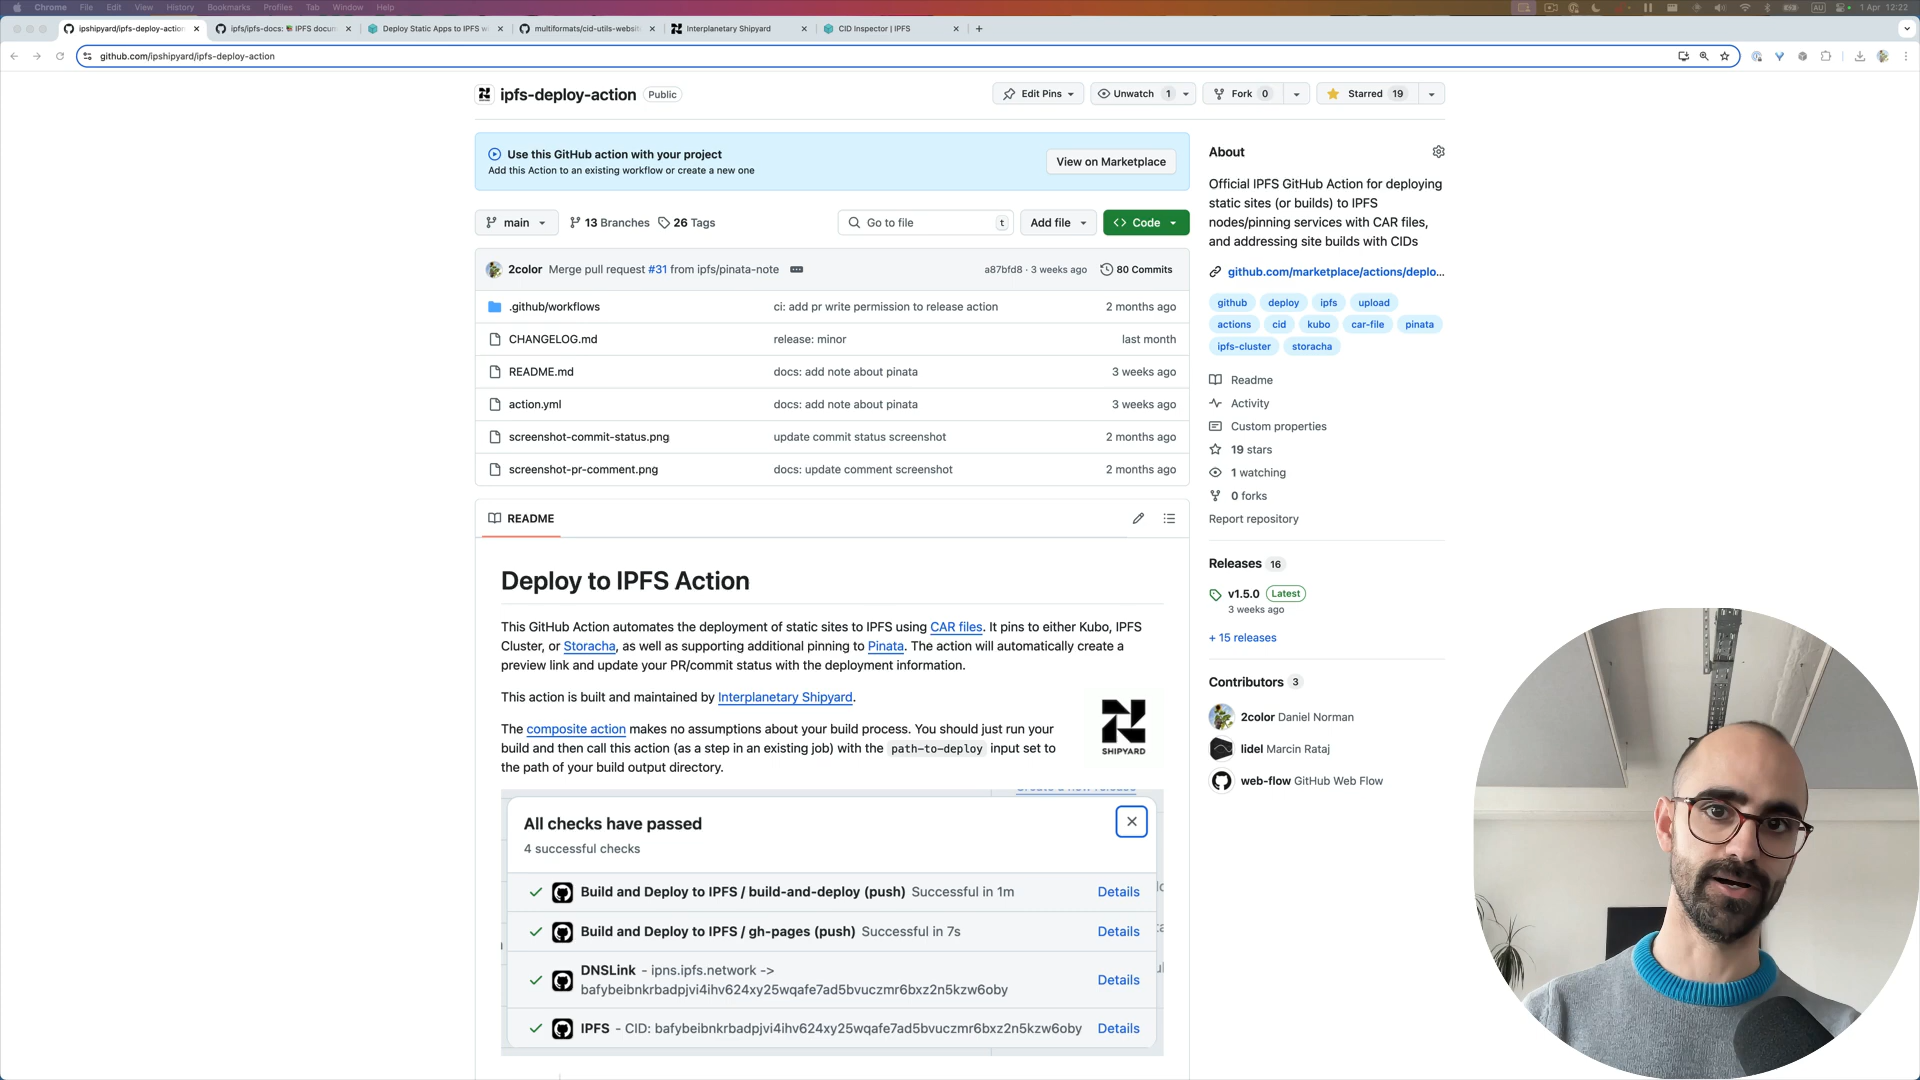 Chrome File Edit View History Bookmarks Profiles Tab Window Help
AU 1 Apr 12:22
ipshipyard/ipfs-deploy-action
ipfs/ipfs-docs: IPFS docum
Deploy Static Apps to IPFS w
multiformats/cid-utils-websit
Interplanetary Shipyard
CID Inspector | IPFS
github.com/ipshipyard/ipfs-deploy-action
ipfs-deploy-action Public
Edit Pins
Unwatch 1
Fork 0
Starred 19
Use this GitHub action with your project
Add this Action to an existing workflow or create a new one
View on Marketplace
main
13 Branches
26 Tags
Go to file t
Add file
Code
2color Merge pull request #31 from ipfs/pinata-note
a87bfd8 · 3 weeks ago
80 Commits
.github/workflows ci: add pr write permission to release action 2 months ago
CHANGELOG.md release: minor last month
README.md docs: add note about pinata 3 weeks ago
action.yml docs: add note about pinata 3 weeks ago
screenshot-commit-status.png update commit status screenshot 2 months ago
screenshot-pr-comment.png docs: update comment screenshot 2 months ago
README
Deploy to IPFS Action
This GitHub Action automates the deployment of static sites to IPFS using CAR files. It pins to either Kubo, IPFS
Cluster, or Storacha, as well as supporting additional pinning to Pinata. The action will automatically create a
preview link and update your PR/commit status with the deployment information.
This action is built and maintained by Interplanetary Shipyard.
The composite action makes no assumptions about your build process. You should just run your
build and then call this action (as a step in an existing job) with the path-to-deploy input set to
the path of your build output directory.
SHIPYARD
All checks have passed
4 successful checks
Build and Deploy to IPFS / build-and-deploy (push) Successful in 1m Details
Build and Deploy to IPFS / gh-pages (push) Successful in 7s Details
DNSLink - ipns.ipfs.network ->
bafybeibnkrbadpjvi4ihv624xy25wqafe7ad5bvuczmr6bxz2n5kzw6oby Details
IPFS - CID: bafybeibnkrbadpjvi4ihv624xy25wqafe7ad5bvuczmr6bxz2n5kzw6oby Details
About
Official IPFS GitHub Action for deploying
static sites (or builds) to IPFS
nodes/pinning services with CAR files,
and addressing site builds with CIDs
github.com/marketplace/actions/deplo...
github deploy ipfs upload
actions cid kubo car-file pinata
ipfs-cluster storacha
Readme
Activity
Custom properties
19 stars
1 watching
0 forks
Report repository
Releases 16
v1.5.0 Latest
3 weeks ago
+ 15 releases
Contributors 3
2color Daniel Norman
lidel Marcin Rataj
web-flow GitHub Web Flow